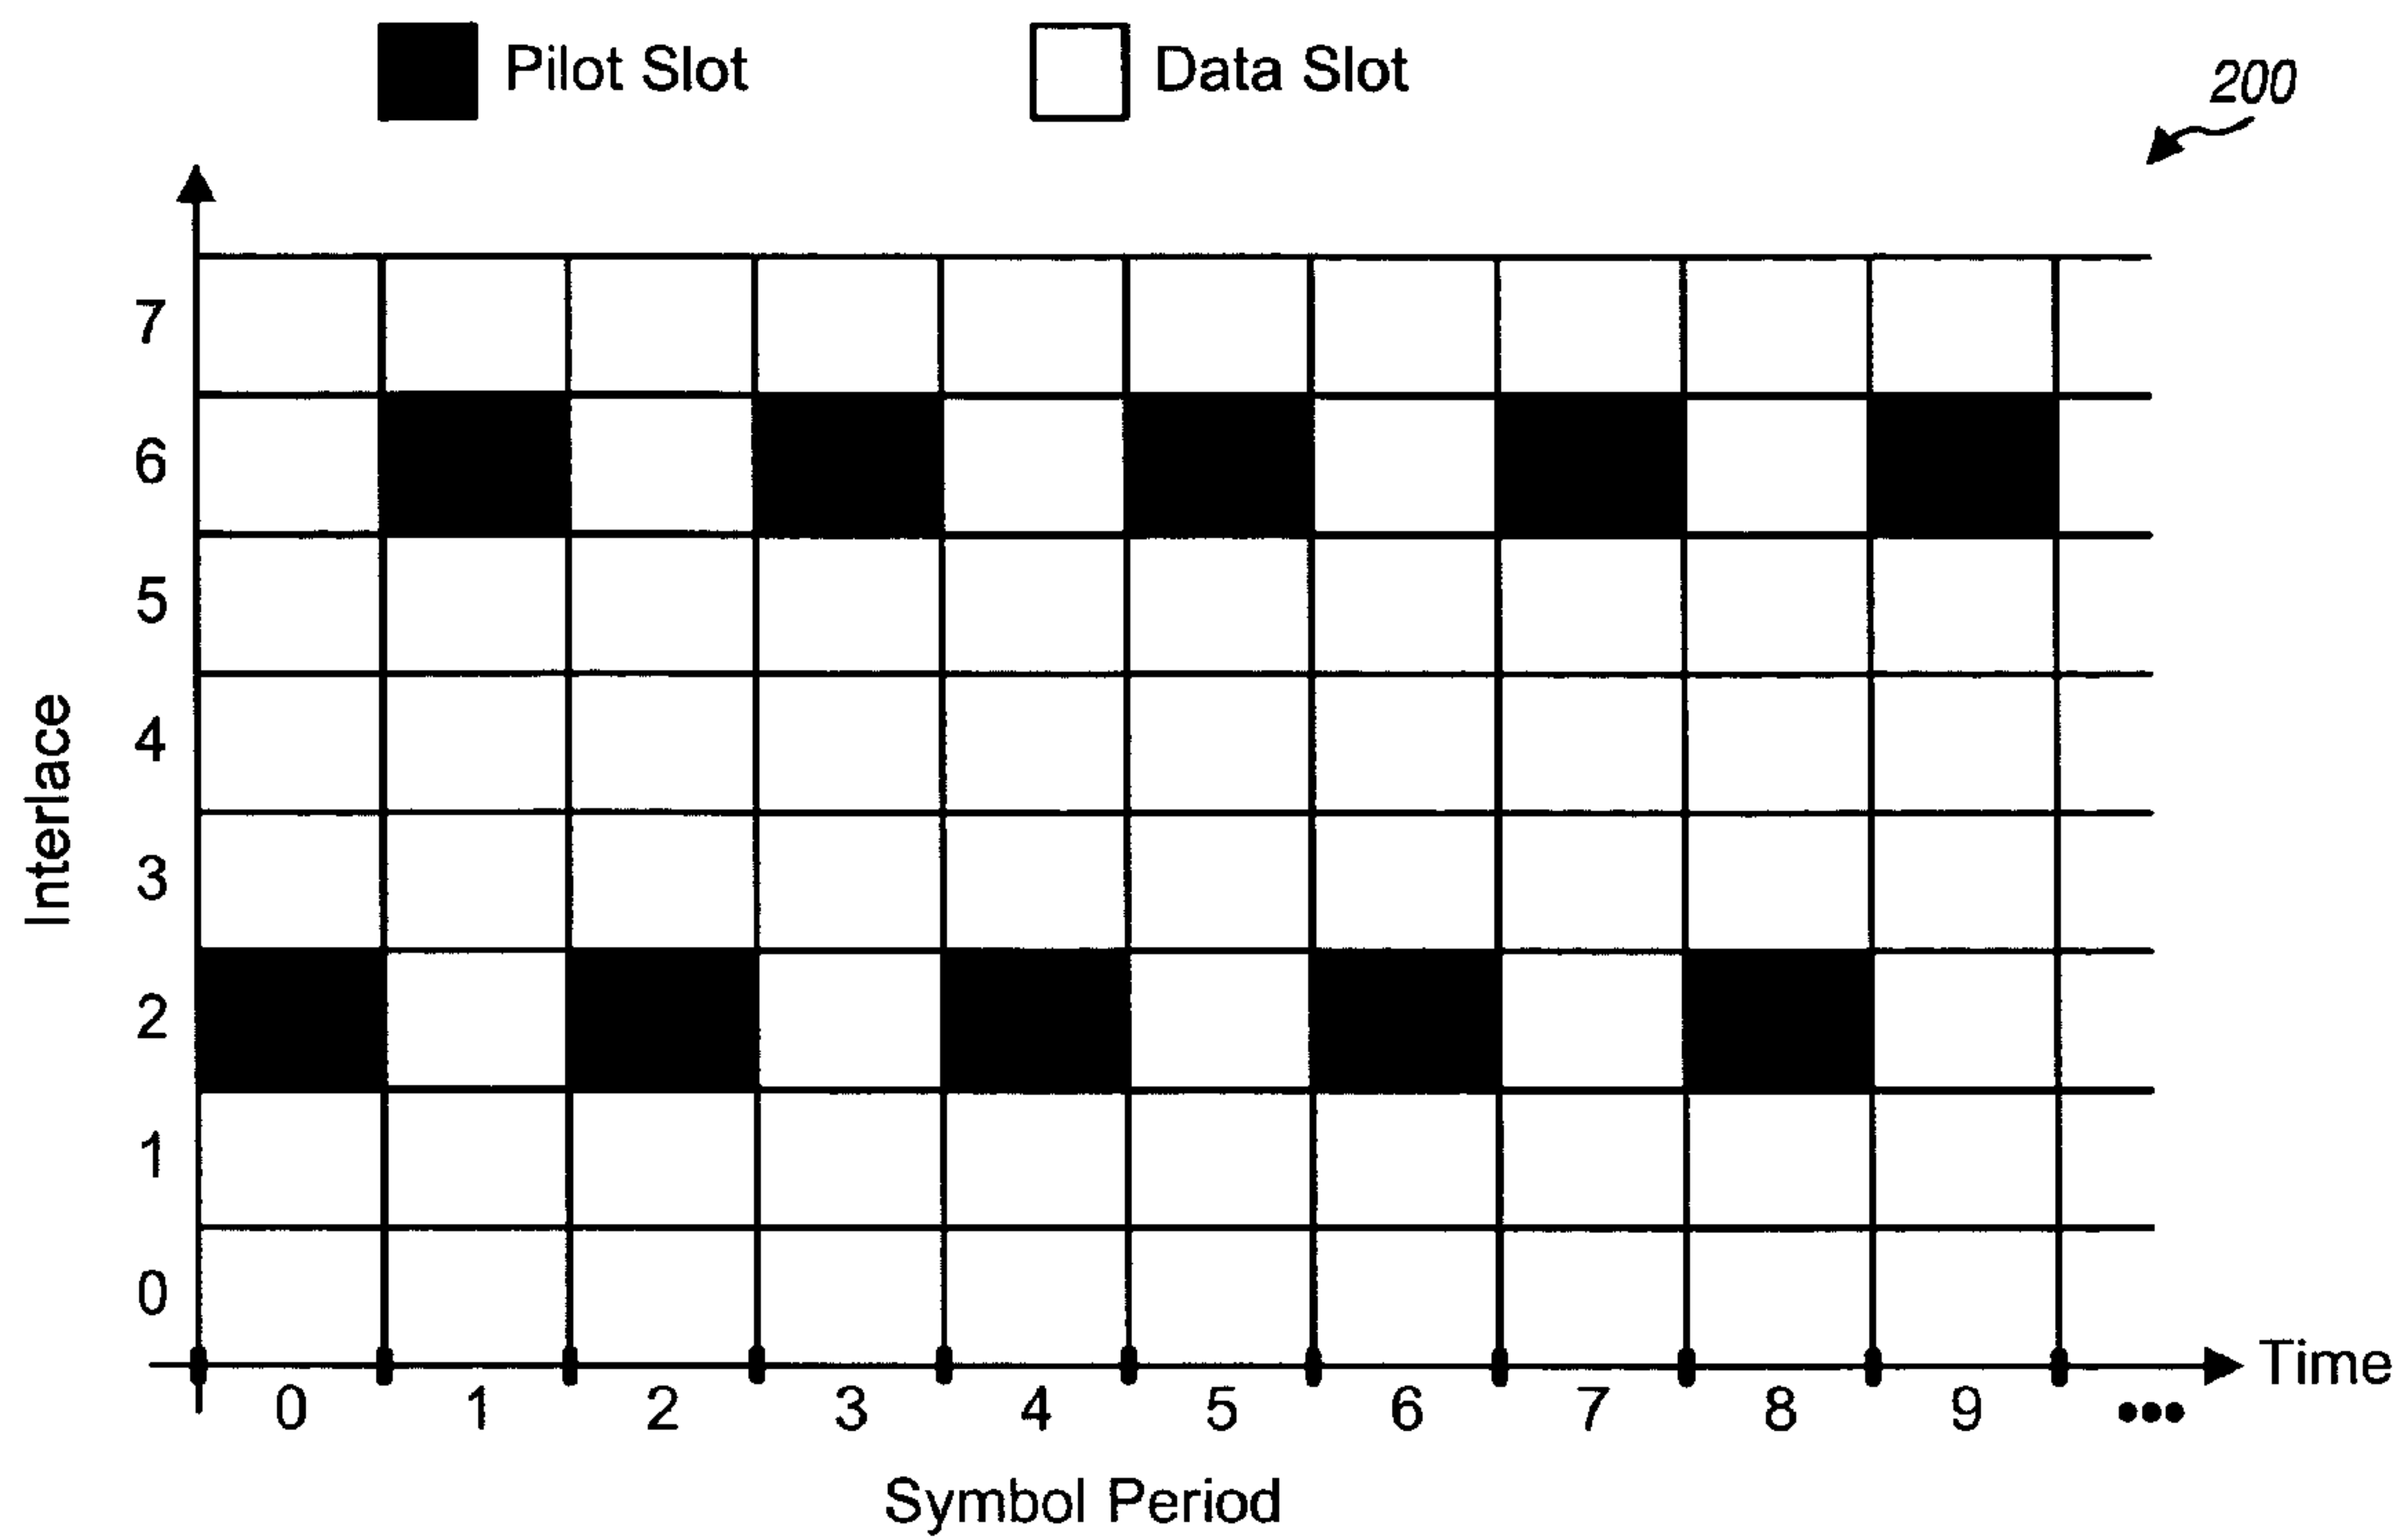 Pilot Slot
Data Slot
200
7
6
5
4
3
2
1
0
Interlace
0 1 2 3 4 5 6 7 8 9 •••
Time
Symbol Period